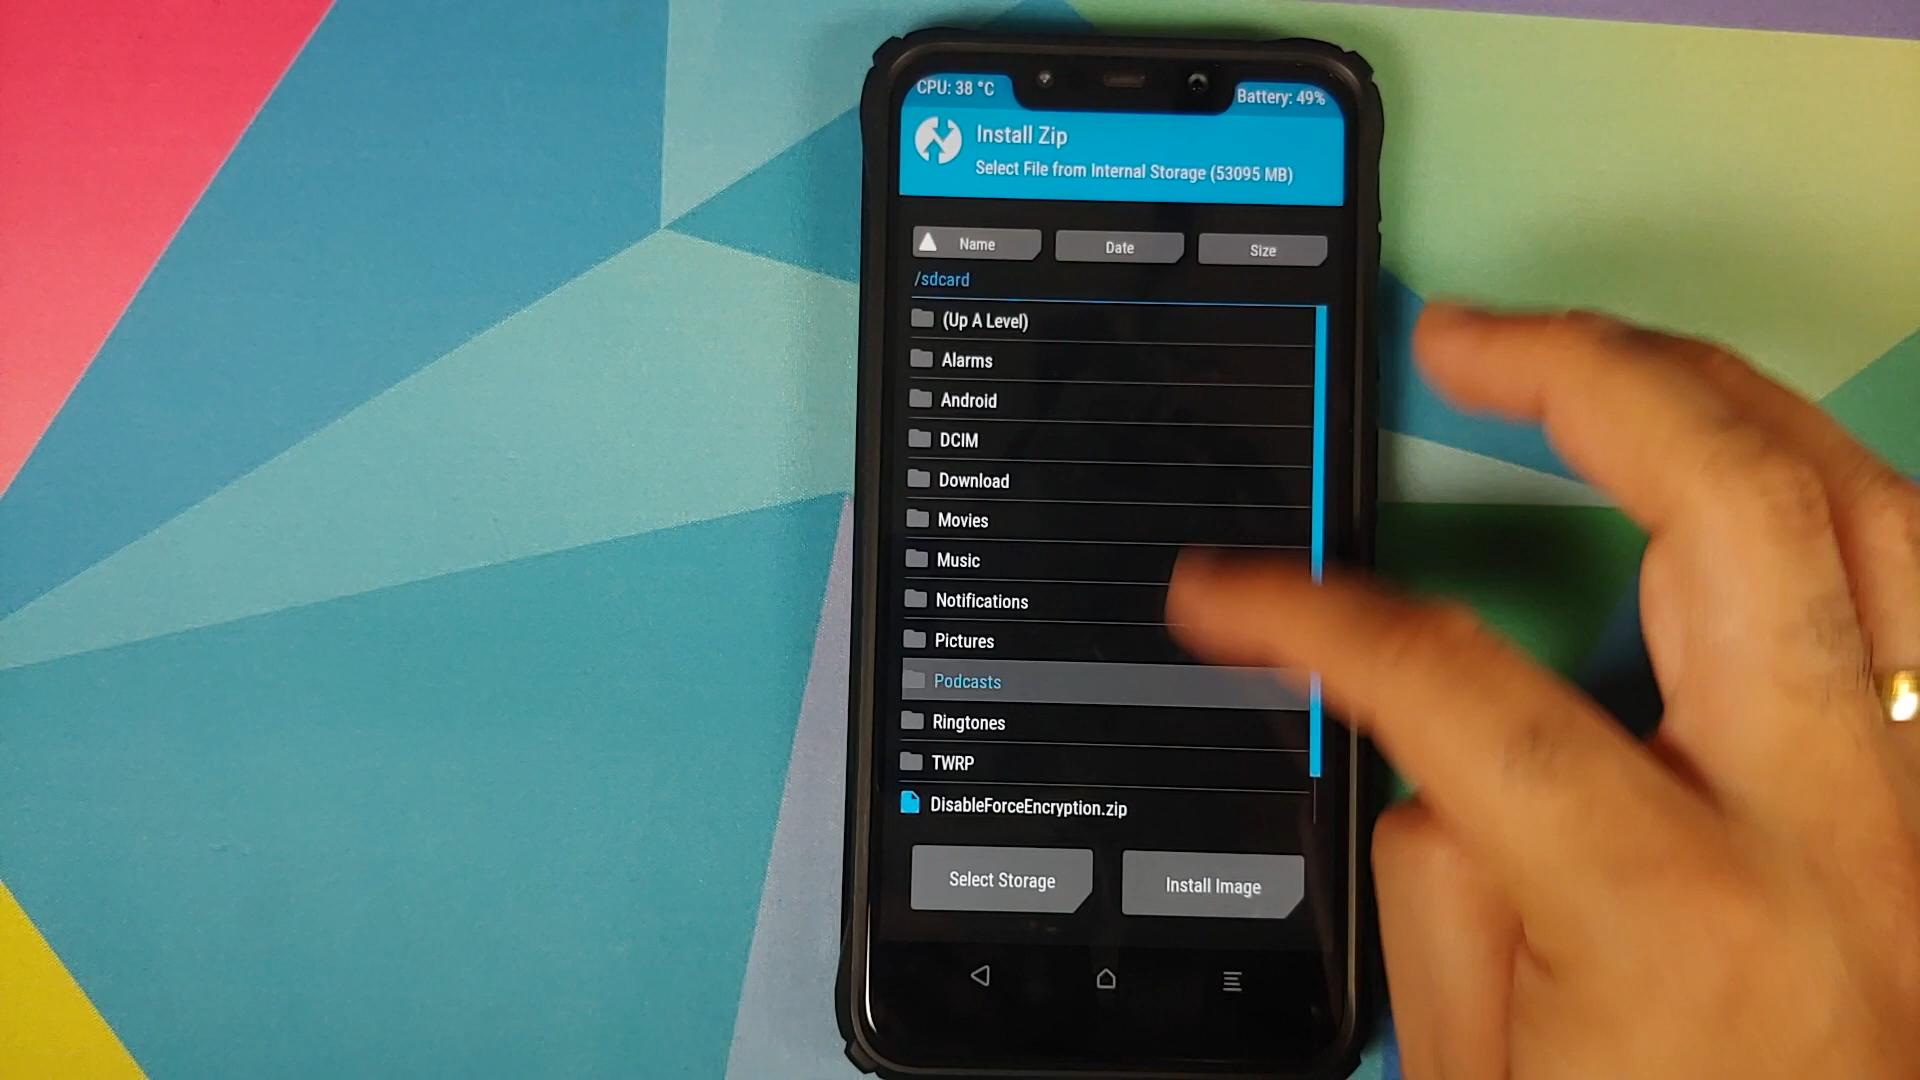 CPU: 38 °C
Battery: 49%
Install Zip
Select File from Internal Storage (53095 MB)
Name
Date
Size
/sdcard
(Up A Level)
Alarms
Android
DCIM
Download
Movies
Music
Notifications
Pictures
Podcasts
Ringtones
TWRP
DisableForceEncryption.zip
Select Storage
Install Image